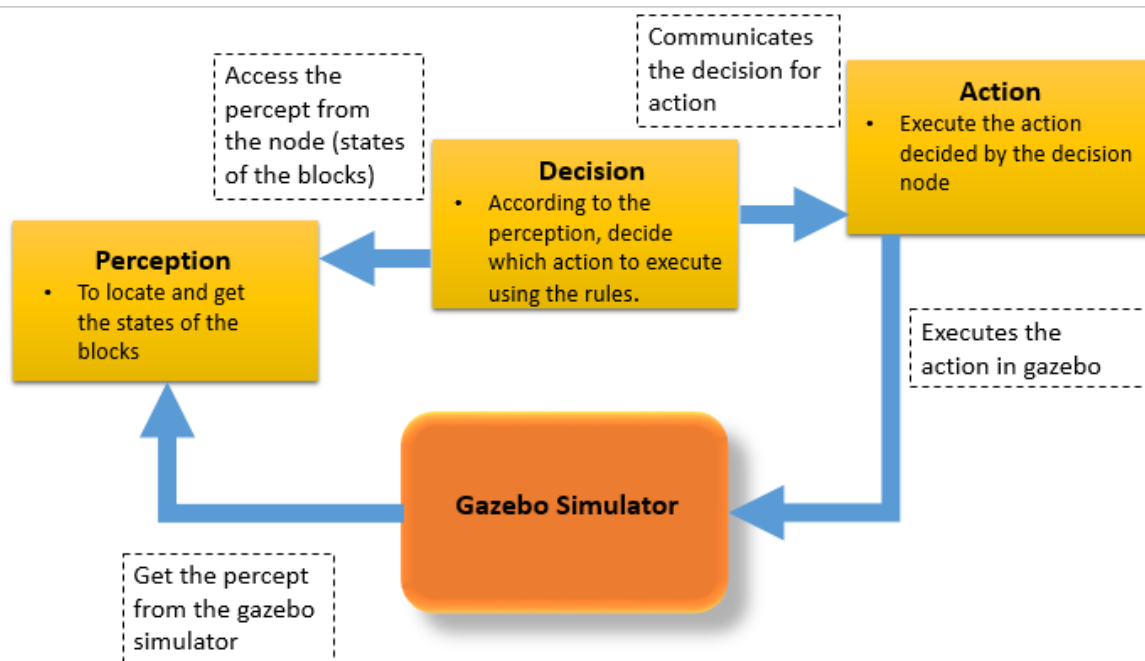 Communicates
the decision for
action
Access the
percept from
the node (states
of the blocks)
Action
• Execute the action
decided by the decision
node
Decision
• According to the
perception, decide
which action to execute
using the rules.
Perception
• To locate and get
the states of the
blocks
Executes the
action in gazebo
Gazebo Simulator
Get the percept
from the gazebo
simulator